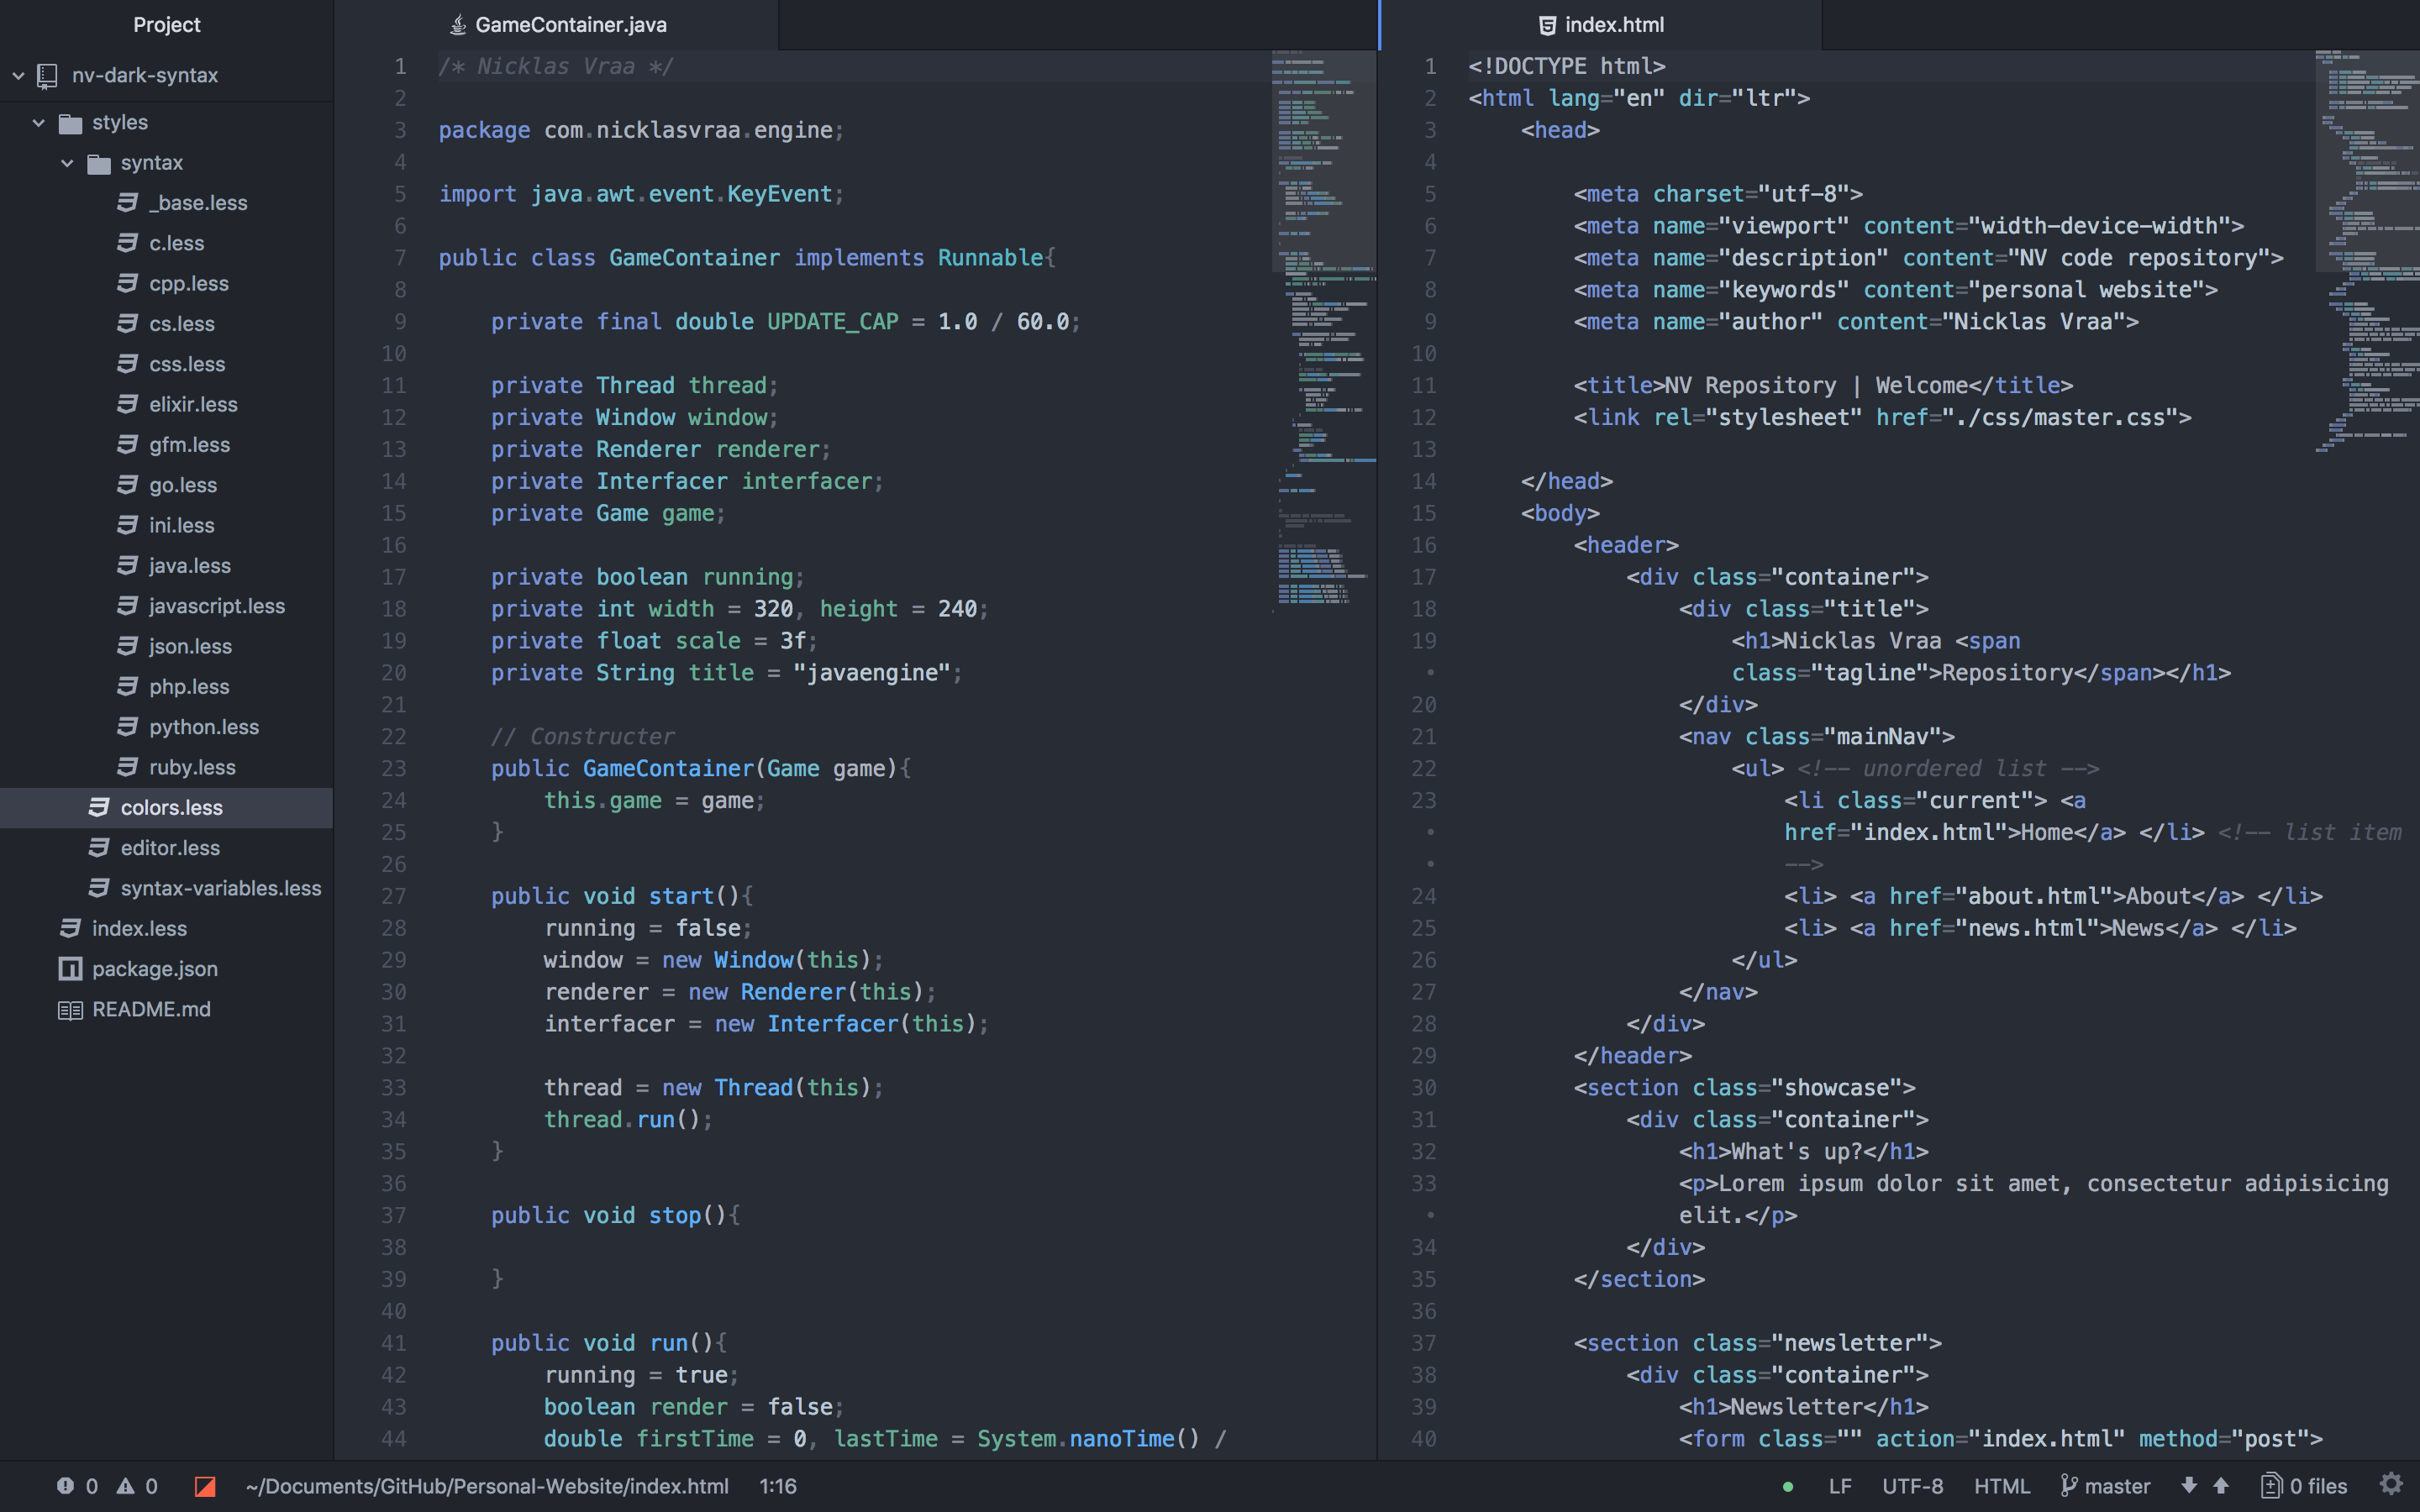 Project
nv-dark-syntax
styles
syntax
_base.less
c.less
cpp.less
cs.less
css.less
elixir.less
gfm.less
go.less
ini.less
java.less
javascript.less
json.less
php.less
python.less
ruby.less
colors.less
editor.less
syntax-variables.less
index.less
package.json
README.md
GameContainer.java
1 /* Nicklas Vraa */
2
3 package com.nicklasvraa.engine;
4
5 import java.awt.event.KeyEvent;
6
7 public class GameContainer implements Runnable{
8
9     private final double UPDATE_CAP = 1.0 / 60.0;
10
11     private Thread thread;
12     private Window window;
13     private Renderer renderer;
14     private Interfacer interfacer;
15     private Game game;
16
17     private boolean running;
18     private int width = 320, height = 240;
19     private float scale = 3f;
20     private String title = "javaengine";
21
22     // Constructer
23     public GameContainer(Game game){
24         this.game = game;
25     }
26
27     public void start(){
28         running = false;
29         window = new Window(this);
30         renderer = new Renderer(this);
31         interfacer = new Interfacer(this);
32
33         thread = new Thread(this);
34         thread.run();
35     }
36
37     public void stop(){
38
39     }
40
41     public void run(){
42         running = true;
43         boolean render = false;
44         double firstTime = 0, lastTime = System.nanoTime() /
index.html
1 <!DOCTYPE html>
2 <html lang="en" dir="ltr">
3     <head>
4
5         <meta charset="utf-8">
6         <meta name="viewport" content="width-device-width">
7         <meta name="description" content="NV code repository">
8         <meta name="keywords" content="personal website">
9         <meta name="author" content="Nicklas Vraa">
10
11         <title>NV Repository | Welcome</title>
12         <link rel="stylesheet" href="./css/master.css">
13
14     </head>
15     <body>
16         <header>
17             <div class="container">
18                 <div class="title">
19                     <h1>Nicklas Vraa <span
•                     class="tagline">Repository</span></h1>
20                 </div>
21                 <nav class="mainNav">
22                     <ul> <!-- unordered list -->
23                         <li class="current"> <a
•                         href="index.html">Home</a> </li> <!-- list item
•                         -->
24                         <li> <a href="about.html">About</a> </li>
25                         <li> <a href="news.html">News</a> </li>
26                     </ul>
27                 </nav>
28             </div>
29         </header>
30         <section class="showcase">
31             <div class="container">
32                 <h1>What's up?</h1>
33                 <p>Lorem ipsum dolor sit amet, consectetur adipisicing
•                 elit.</p>
34             </div>
35         </section>
36
37         <section class="newsletter">
38             <div class="container">
39                 <h1>Newsletter</h1>
40                 <form class="" action="index.html" method="post">
0 0 ~/Documents/GitHub/Personal-Website/index.html 1:16 LF UTF-8 HTML master 0 files